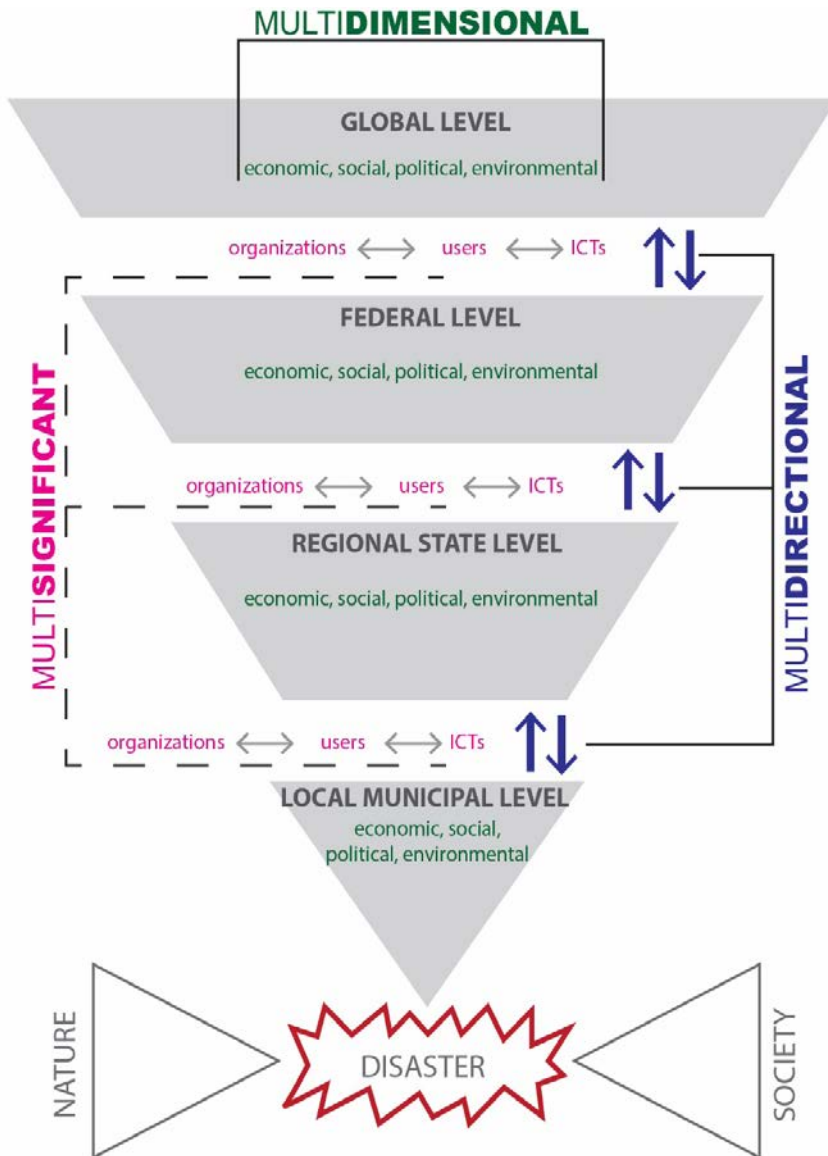 MULTIDIMENSIONAL
GLOBAL LEVEL
economic, social, political, environmental
organizations users ICTs
FEDERAL LEVEL
economic, social, political, environmental
organizations users ICTs
REGIONAL STATE LEVEL
economic, social, political, environmental
organizations users ICTs
LOCAL MUNICIPAL LEVEL
economic, social,
political, environmental
MULTISIGNIFICANT
MULTIDIRECTIONAL
NATURE
DISASTER
SOCIETY